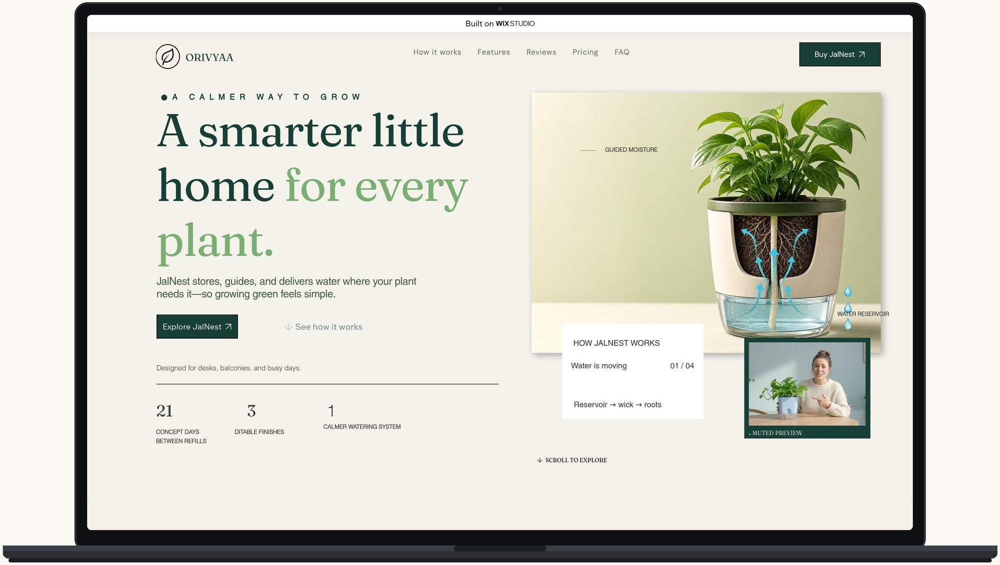 Built on WIX STUDIO
ORIVYAA
How it works
Features
Reviews
Pricing
FAQ
Buy JalNest
A CALMER WAY TO GROW
A smarter little
home for every
plant.
JalNest stores, guides, and delivers water where your plant
needs it—so growing green feels simple.
Explore JalNest
↓ See how it works
Designed for desks, balconies, and busy days.
21
CONCEPT DAYS
BETWEEN REFILLS
3
DITABLE FINISHES
1
CALMER WATERING SYSTEM
GUIDED MOISTURE
WATER RESERVOIR
HOW JALNEST WORKS
Water is moving
01 / 04
Reservoir → wick → roots
. MUTED PREVIEW
↓ SCROLL TO EXPLORE